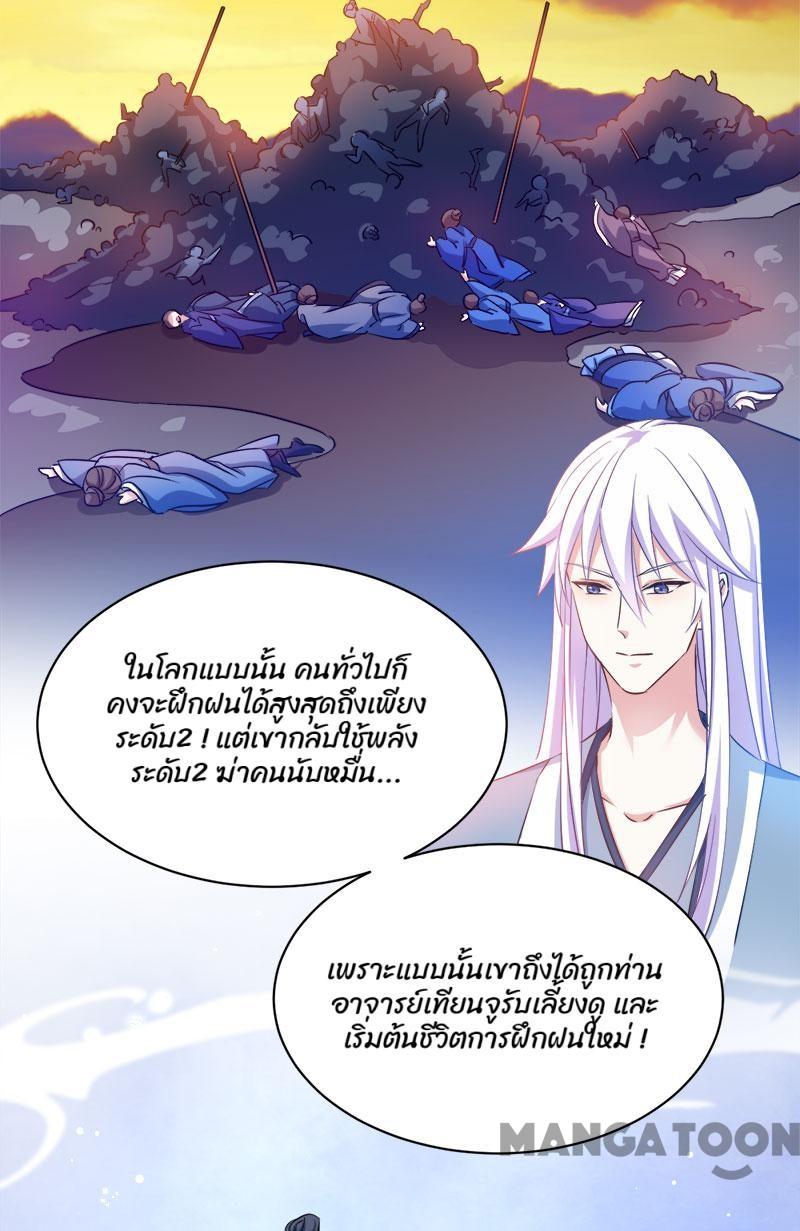 ในโลกแบบนั้น คนทั่วไปก็
คงจะฝึกฝนได้สูงสุดถึงเพียง
ระดับ2 ! แต่เขากลับใช้พลัง
ระดับ2 ฆ่าคนนับหมื่น...
เพราะแบบนั้นเขาถึงได้ถูกท่าน
อาจารย์เทียนจูรับเลี้ยงดู และ
เริ่มต้นชีวิตการฝึกฝนใหม่ !
MANGATOON